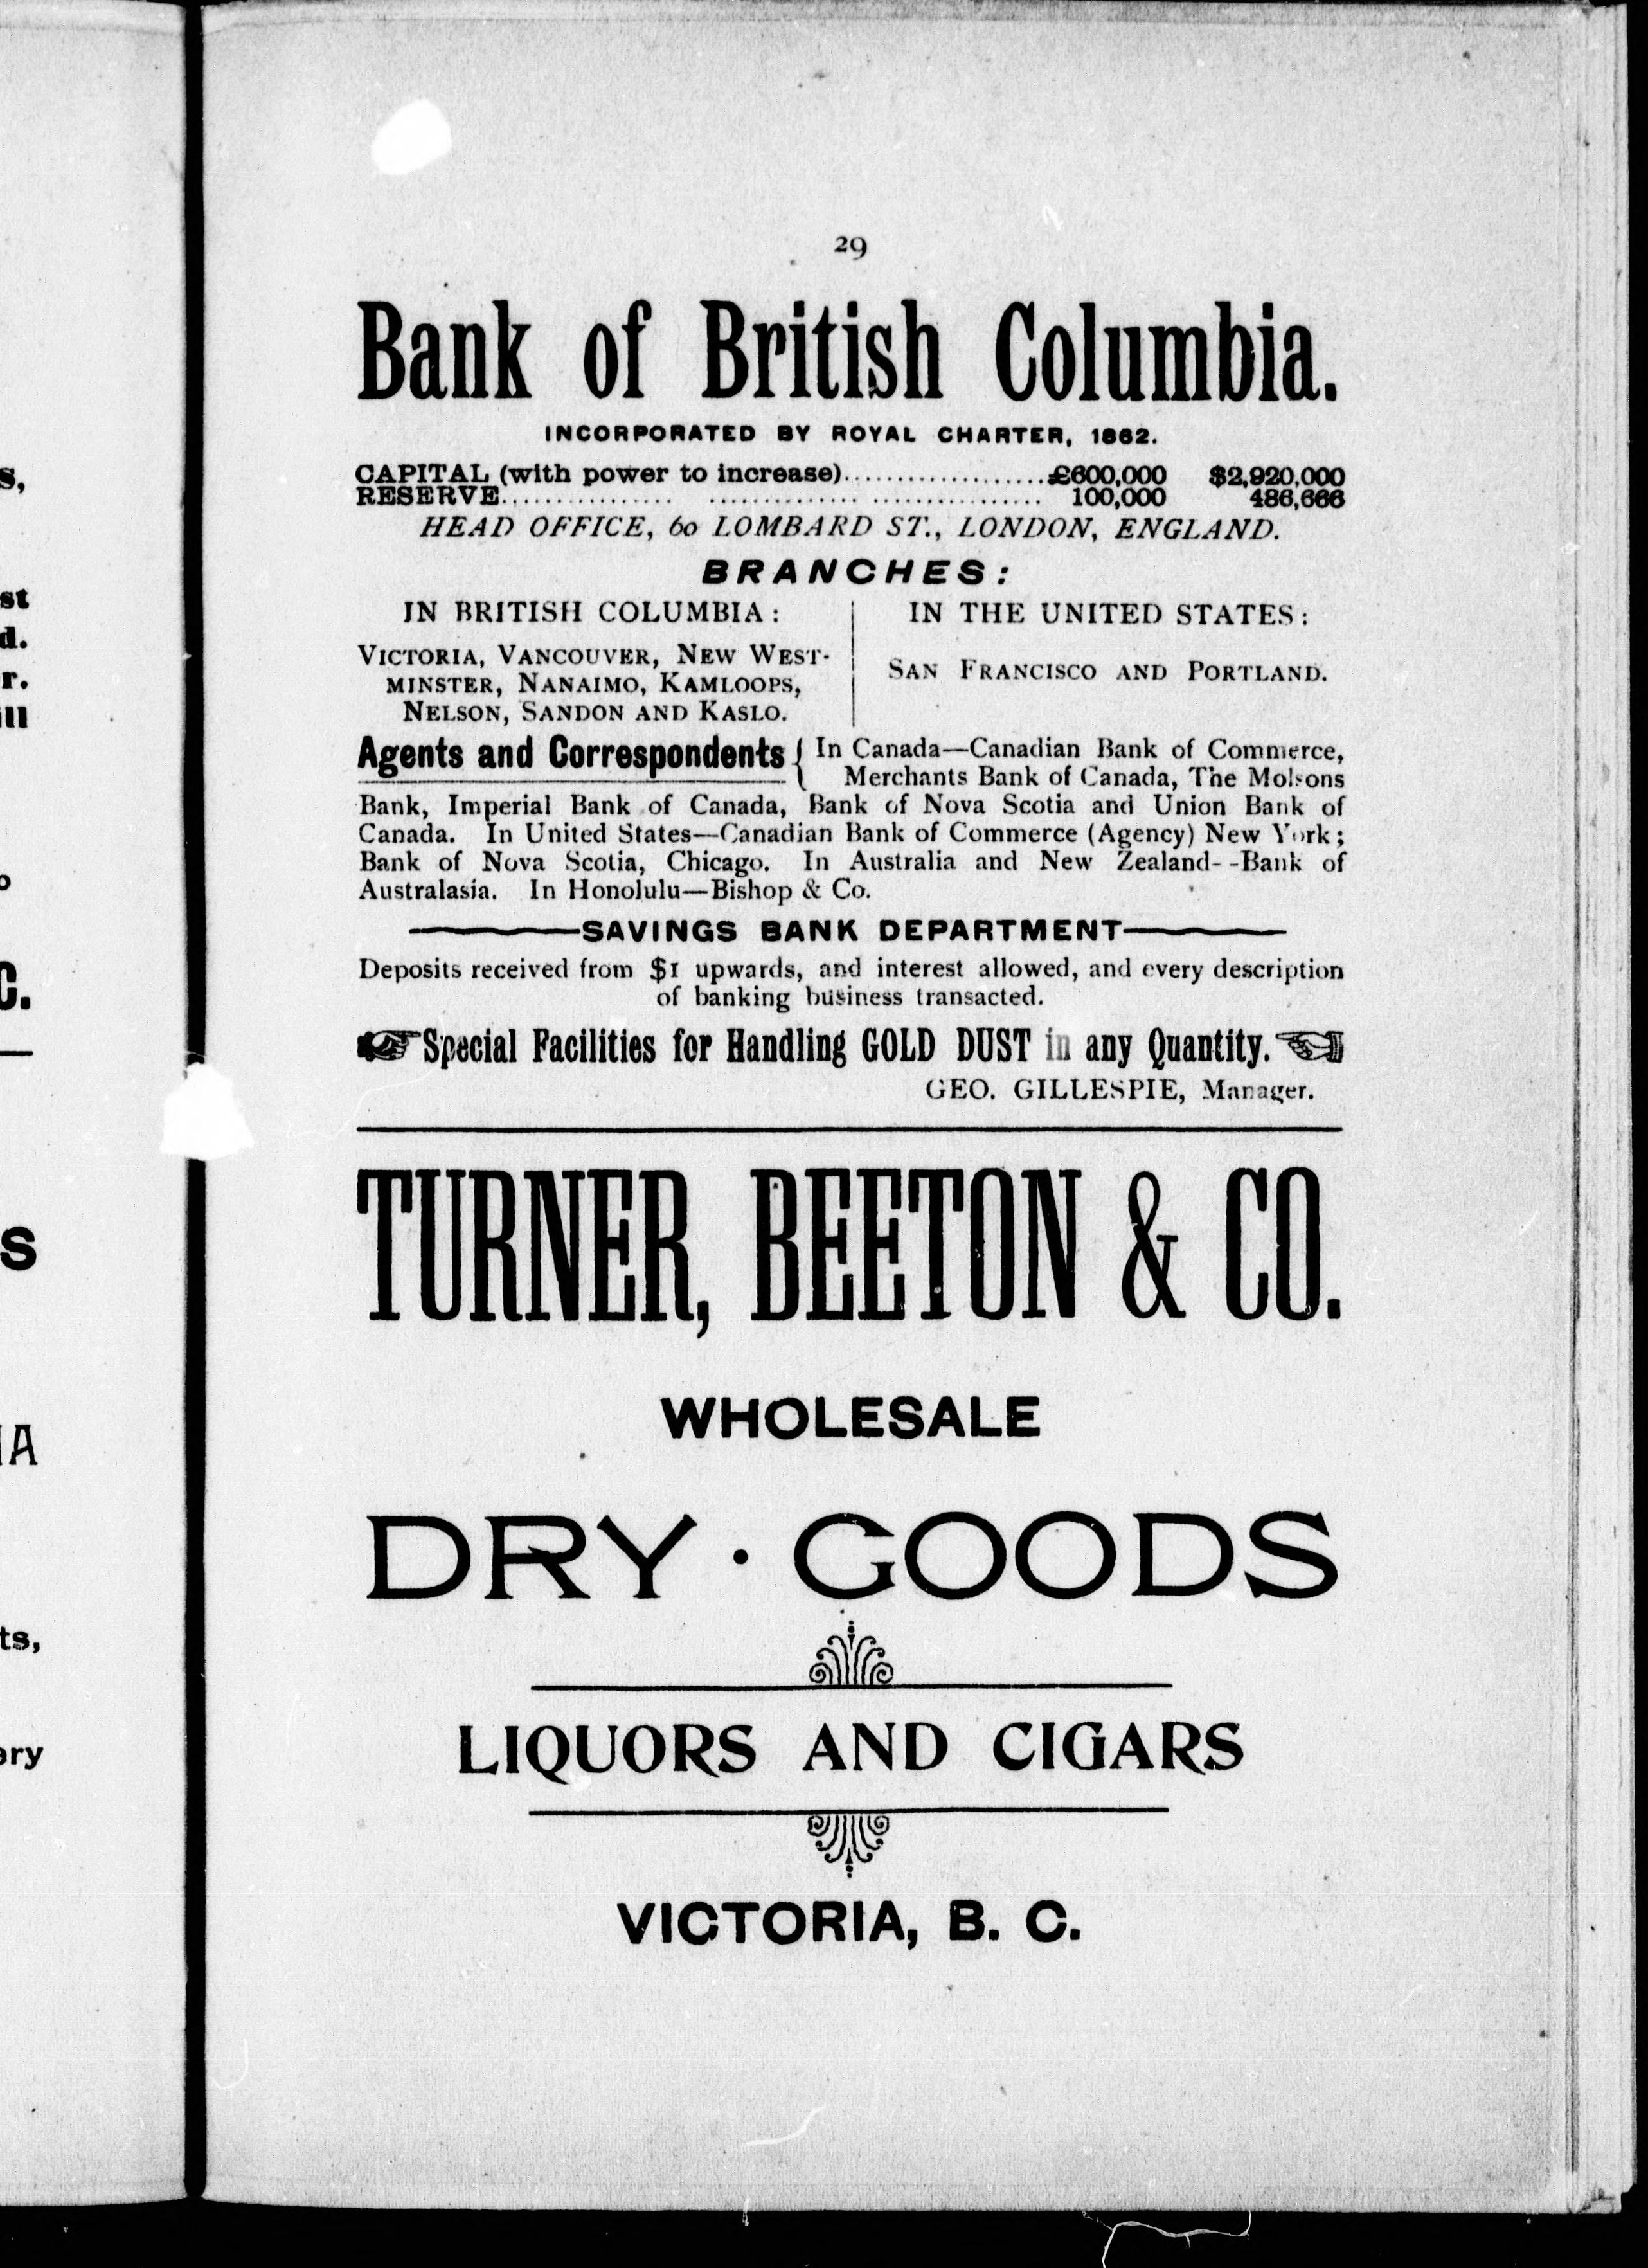 29
Bank of British Columbia.
INCORPORATED BY ROYAL CHARTER, 1862.
CAPITAL (with power to increase)....................£600,000 $2,920,000
RESERVE................ .............. ................ 100,000 486,666
HEAD OFFICE, 60 LOMBARD ST., LONDON, ENGLAND.
BRANCHES:
IN BRITISH COLUMBIA:
VICTORIA, VANCOUVER, NEW WEST-
MINSTER, NANAIMO, KAMLOOPS,
NELSON, SANDON AND KASLO.
IN THE UNITED STATES:
SAN FRANCISCO AND PORTLAND.
Agents and Correspondents { In Canada—Canadian Bank of Commerce,
Merchants Bank of Canada, The Molsons
Bank, Imperial Bank of Canada, Bank of Nova Scotia and Union Bank of
Canada. In United States—Canadian Bank of Commerce (Agency) New York;
Bank of Nova Scotia, Chicago. In Australia and New Zealand--Bank of
Australasia. In Honolulu—Bishop & Co.
SAVINGS BANK DEPARTMENT
Deposits received from $1 upwards, and interest allowed, and every description
of banking business transacted.
Special Facilities for Handling GOLD DUST in any Quantity.
GEO. GILLESPIE, Manager.
TURNER, BEETON & CO.
WHOLESALE
DRY · GOODS
LIQUORS AND CIGARS
VICTORIA, B. C.